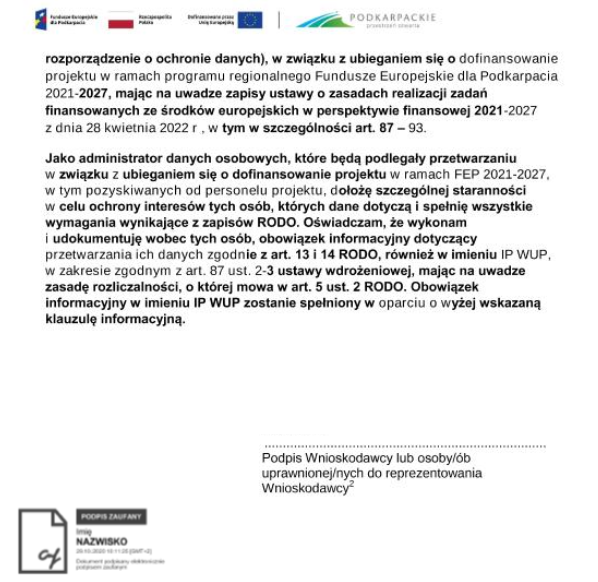 Fundusze Europejskie
dla Podkarpacia
Rzeczpospolita
Polska
Dofinansowane przez
Unię Europejską
PODKARPACKIE
przestrzeń otwarta
rozporządzenie o ochronie danych), w związku z ubieganiem się o dofinansowanie
projektu w ramach programu regionalnego Fundusze Europejskie dla Podkarpacia
2021-2027, mając na uwadze zapisy ustawy o zasadach realizacji zadań
finansowanych ze środków europejskich w perspektywie finansowej 2021-2027
z dnia 28 kwietnia 2022 r , w tym w szczególności art. 87 – 93.
Jako administrator danych osobowych, które będą podlegały przetwarzaniu
w związku z ubieganiem się o dofinansowanie projektu w ramach FEP 2021-2027,
w tym pozyskiwanych od personelu projektu, dołożę szczególnej staranności
w celu ochrony interesów tych osób, których dane dotyczą i spełnię wszystkie
wymagania wynikające z zapisów RODO. Oświadczam, że wykonam
i udokumentuję wobec tych osób, obowiązek informacyjny dotyczący
przetwarzania ich danych zgodnie z art. 13 i 14 RODO, również w imieniu IP WUP,
w zakresie zgodnym z art. 87 ust. 2-3 ustawy wdrożeniowej, mając na uwadze
zasadę rozliczalności, o której mowa w art. 5 ust. 2 RODO. Obowiązek
informacyjny w imieniu IP WUP zostanie spełniony w oparciu o wyżej wskazaną
klauzulę informacyjną.
Podpis Wnioskodawcy lub osoby/ób
uprawnionej/nych do reprezentowania
Wnioskodawcy2
PODPIS ZAUFANY
Imię
NAZWISKO
Dokument podpisany elektronicznie
podpisem zaufanym